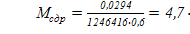 M_сдр = 0,0294 / 1246416·0,6 = 4,7 ·